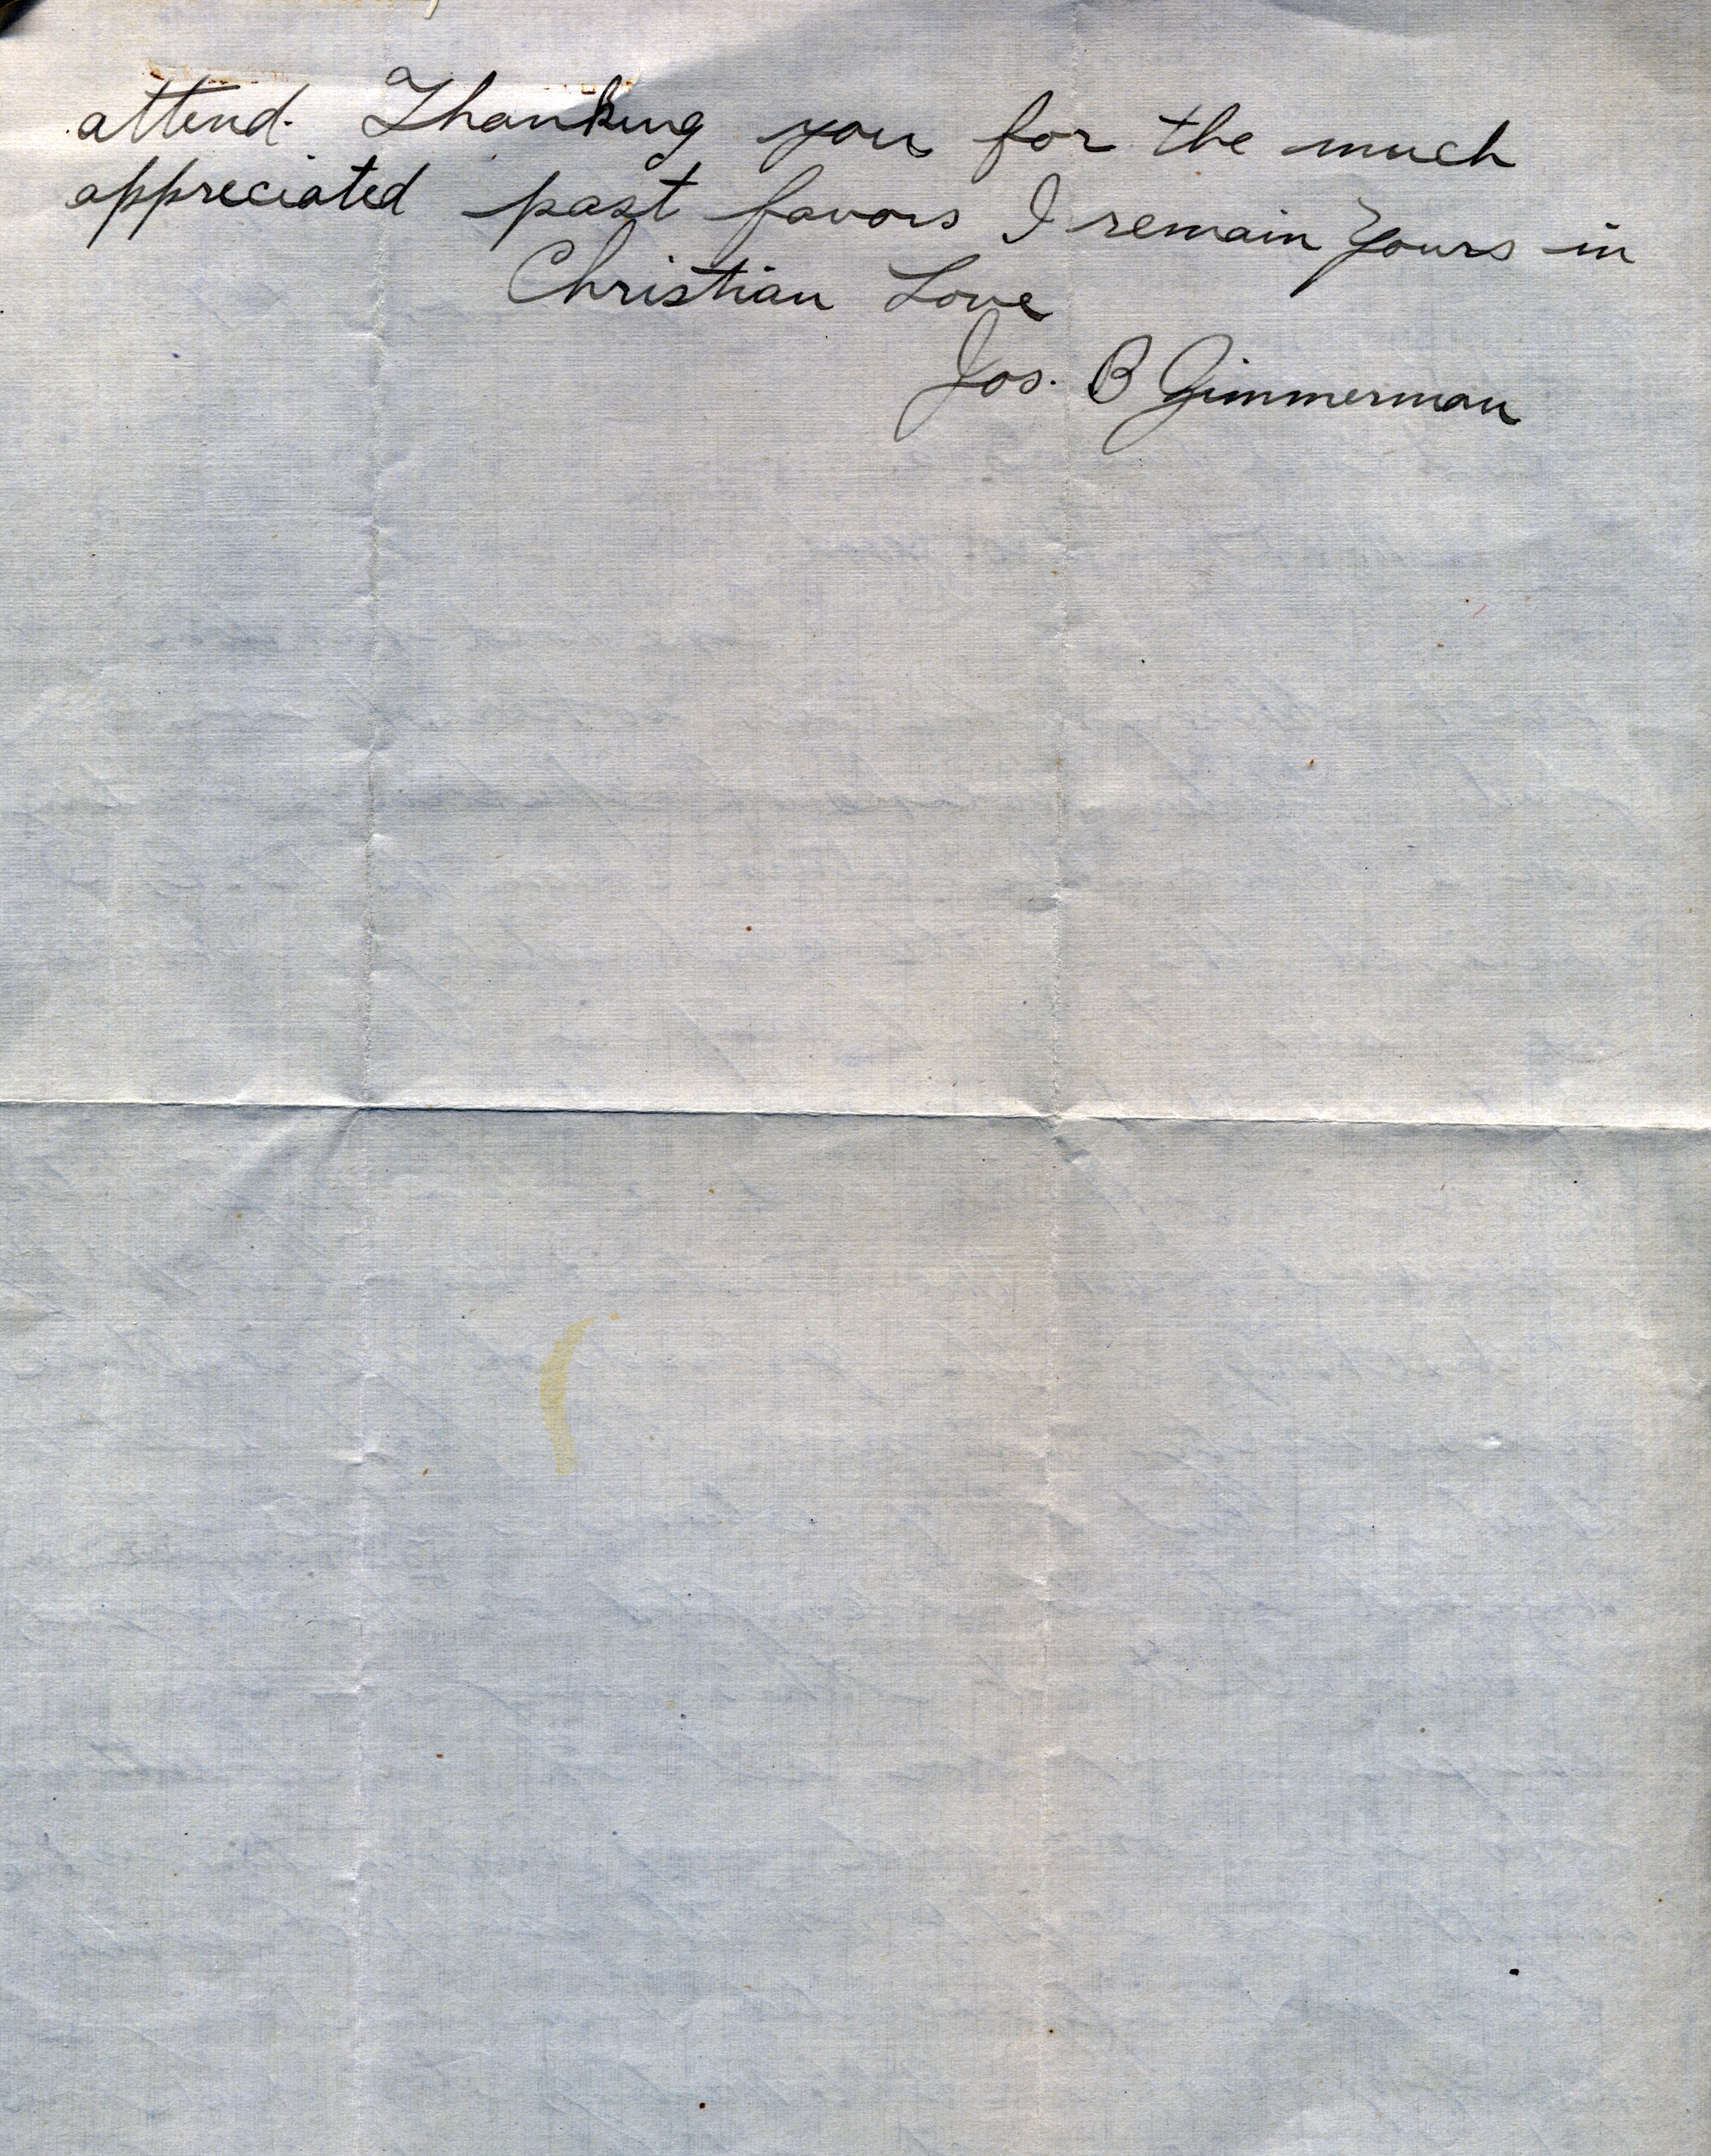 attend. Thanking you for the much
appreciated past favors I remain Yours in
Christian Love
Jos. B Zimmerman